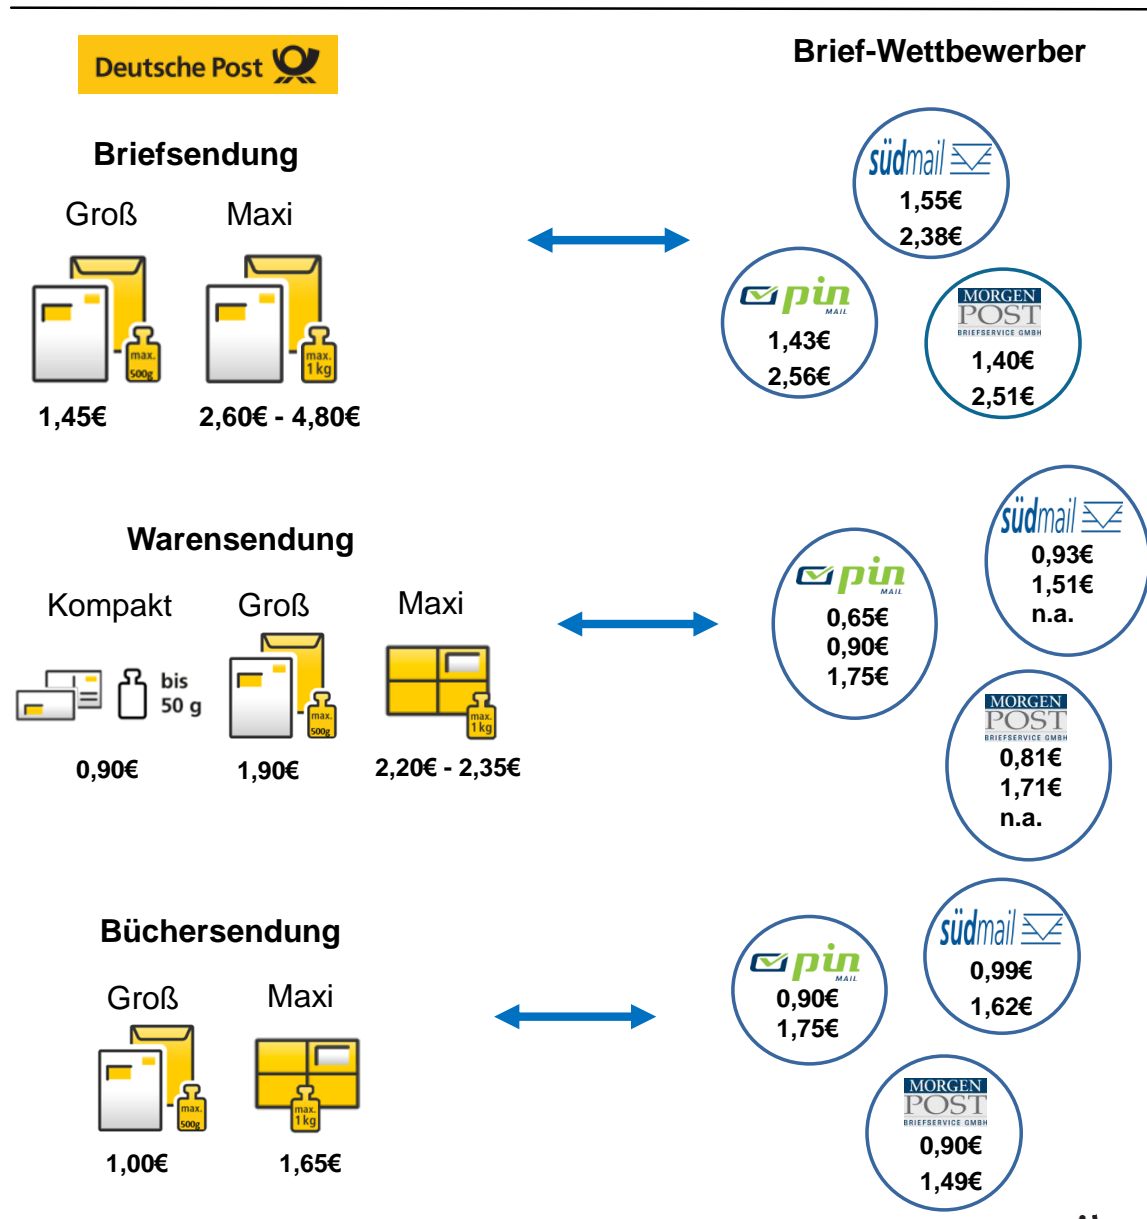 Deutsche Post
Brief-Wettbewerber
Briefsendung
Groß
Maxi
max.
500g
max.
1 kg
1,45€
2,60€ - 4,80€
südmail
1,55€
2,38€
pin
MAIL
1,43€
2,56€
MORGEN
POST
BRIEFSERVICE GMBH
1,40€
2,51€
Warensendung
Kompakt
Groß
Maxi
bis
50 g
max.
500g
max.
1 kg
0,90€
1,90€
2,20€ - 2,35€
südmail
0,93€
1,51€
n.a.
pin
MAIL
0,65€
0,90€
1,75€
MORGEN
POST
BRIEFSERVICE GMBH
0,81€
1,71€
n.a.
Büchersendung
Groß
Maxi
max.
500g
max.
1 kg
1,00€
1,65€
südmail
0,99€
1,62€
pin
MAIL
0,90€
1,75€
MORGEN
POST
BRIEFSERVICE GMBH
0,90€
1,49€